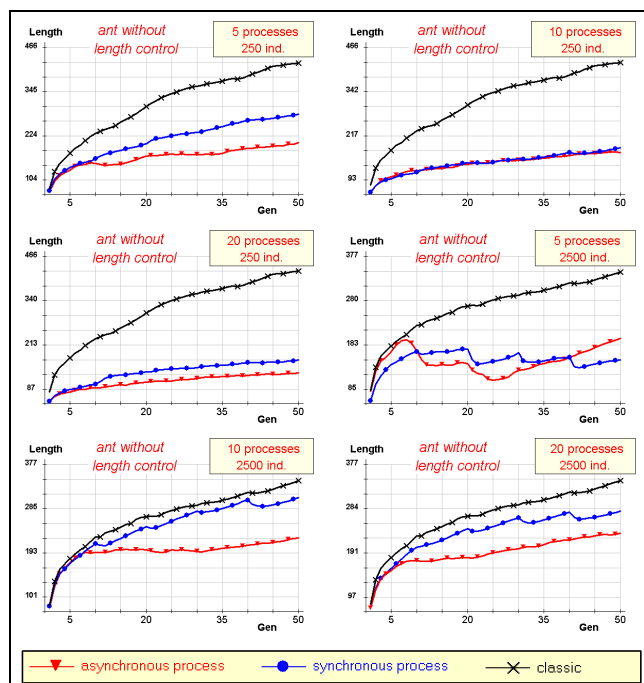 Length
ant without
length control
5 processes
250 ind.
466
345
224
104
5
20
35
50
Gen
Length
ant without
length control
10 processes
250 ind.
466
342
217
93
5
20
35
50
Gen
Length
ant without
length control
20 processes
250 ind.
466
340
213
87
5
20
35
50
Gen
Length
ant without
length control
5 processes
2500 ind.
377
280
183
85
5
20
35
50
Gen
Length
ant without
length control
10 processes
2500 ind.
377
285
193
101
5
20
35
50
Gen
Length
ant without
length control
20 processes
2500 ind.
377
284
191
97
5
20
35
50
Gen
asynchronous process
synchronous process
classic